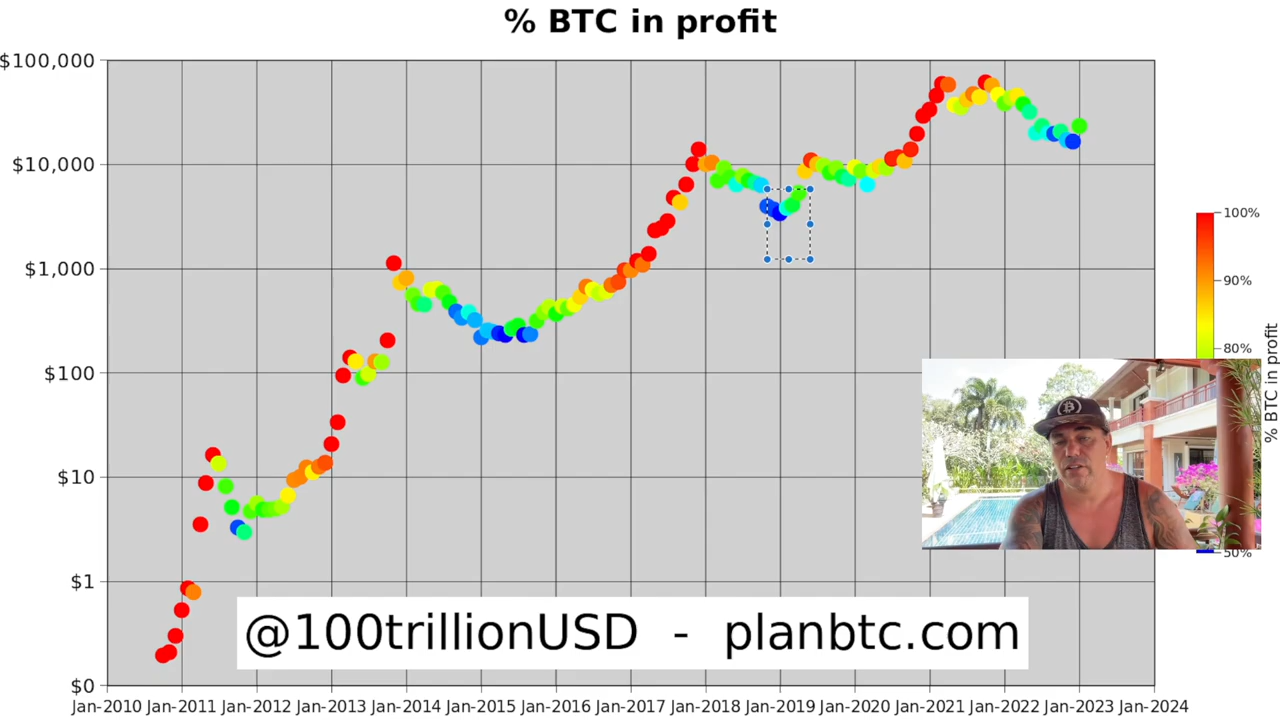 % BTC in profit
$100,000
$10,000
$1,000
$100
$10
$1
$0
Jan-2010 Jan-2011 Jan-2012 Jan-2013 Jan-2014 Jan-2015 Jan-2016 Jan-2017 Jan-2018 Jan-2019 Jan-2020 Jan-2021 Jan-2022 Jan-2023 Jan-2024
100%
90%
80%
50%
% BTC in profit
@100trillionUSD - planbtc.com